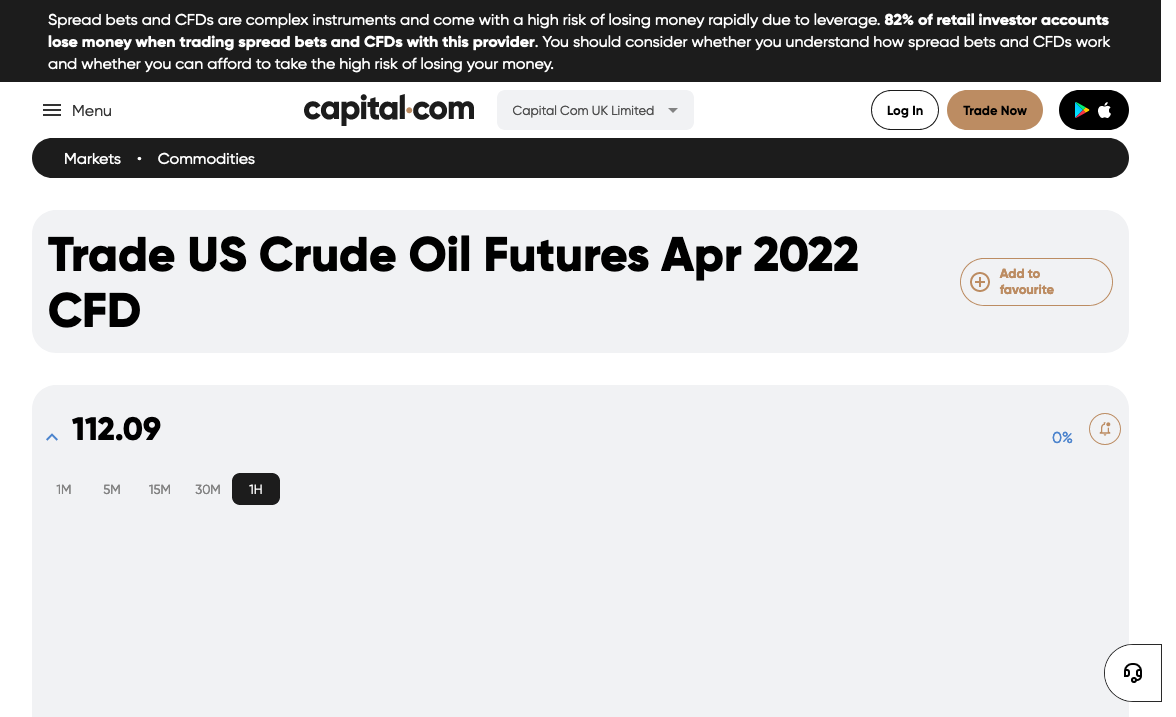 Spread bets and CFDs are complex instruments and come with a high risk of losing money rapidly due to leverage. 82% of retail investor accounts
lose money when trading spread bets and CFDs with this provider. You should consider whether you understand how spread bets and CFDs work
and whether you can afford to take the high risk of losing your money.
Menu
capital.com
Capital Com UK Limited
Log In
Trade Now
Markets • Commodities
Trade US Crude Oil Futures Apr 2022
CFD
Add to
favourite
112.09
0%
1M 5M 15M 30M 1H